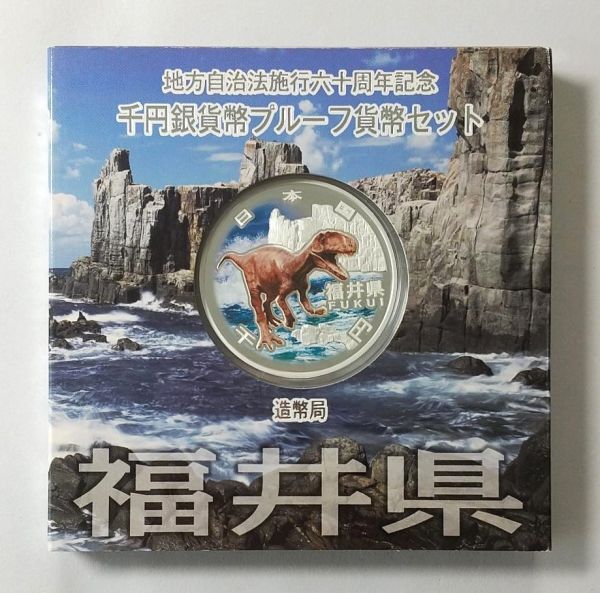 地方自治法施行六十周年記念
千円銀貨幣プルーフ貨幣セット
日本国
福井県
FUKUI
千円
造幣局
福井県